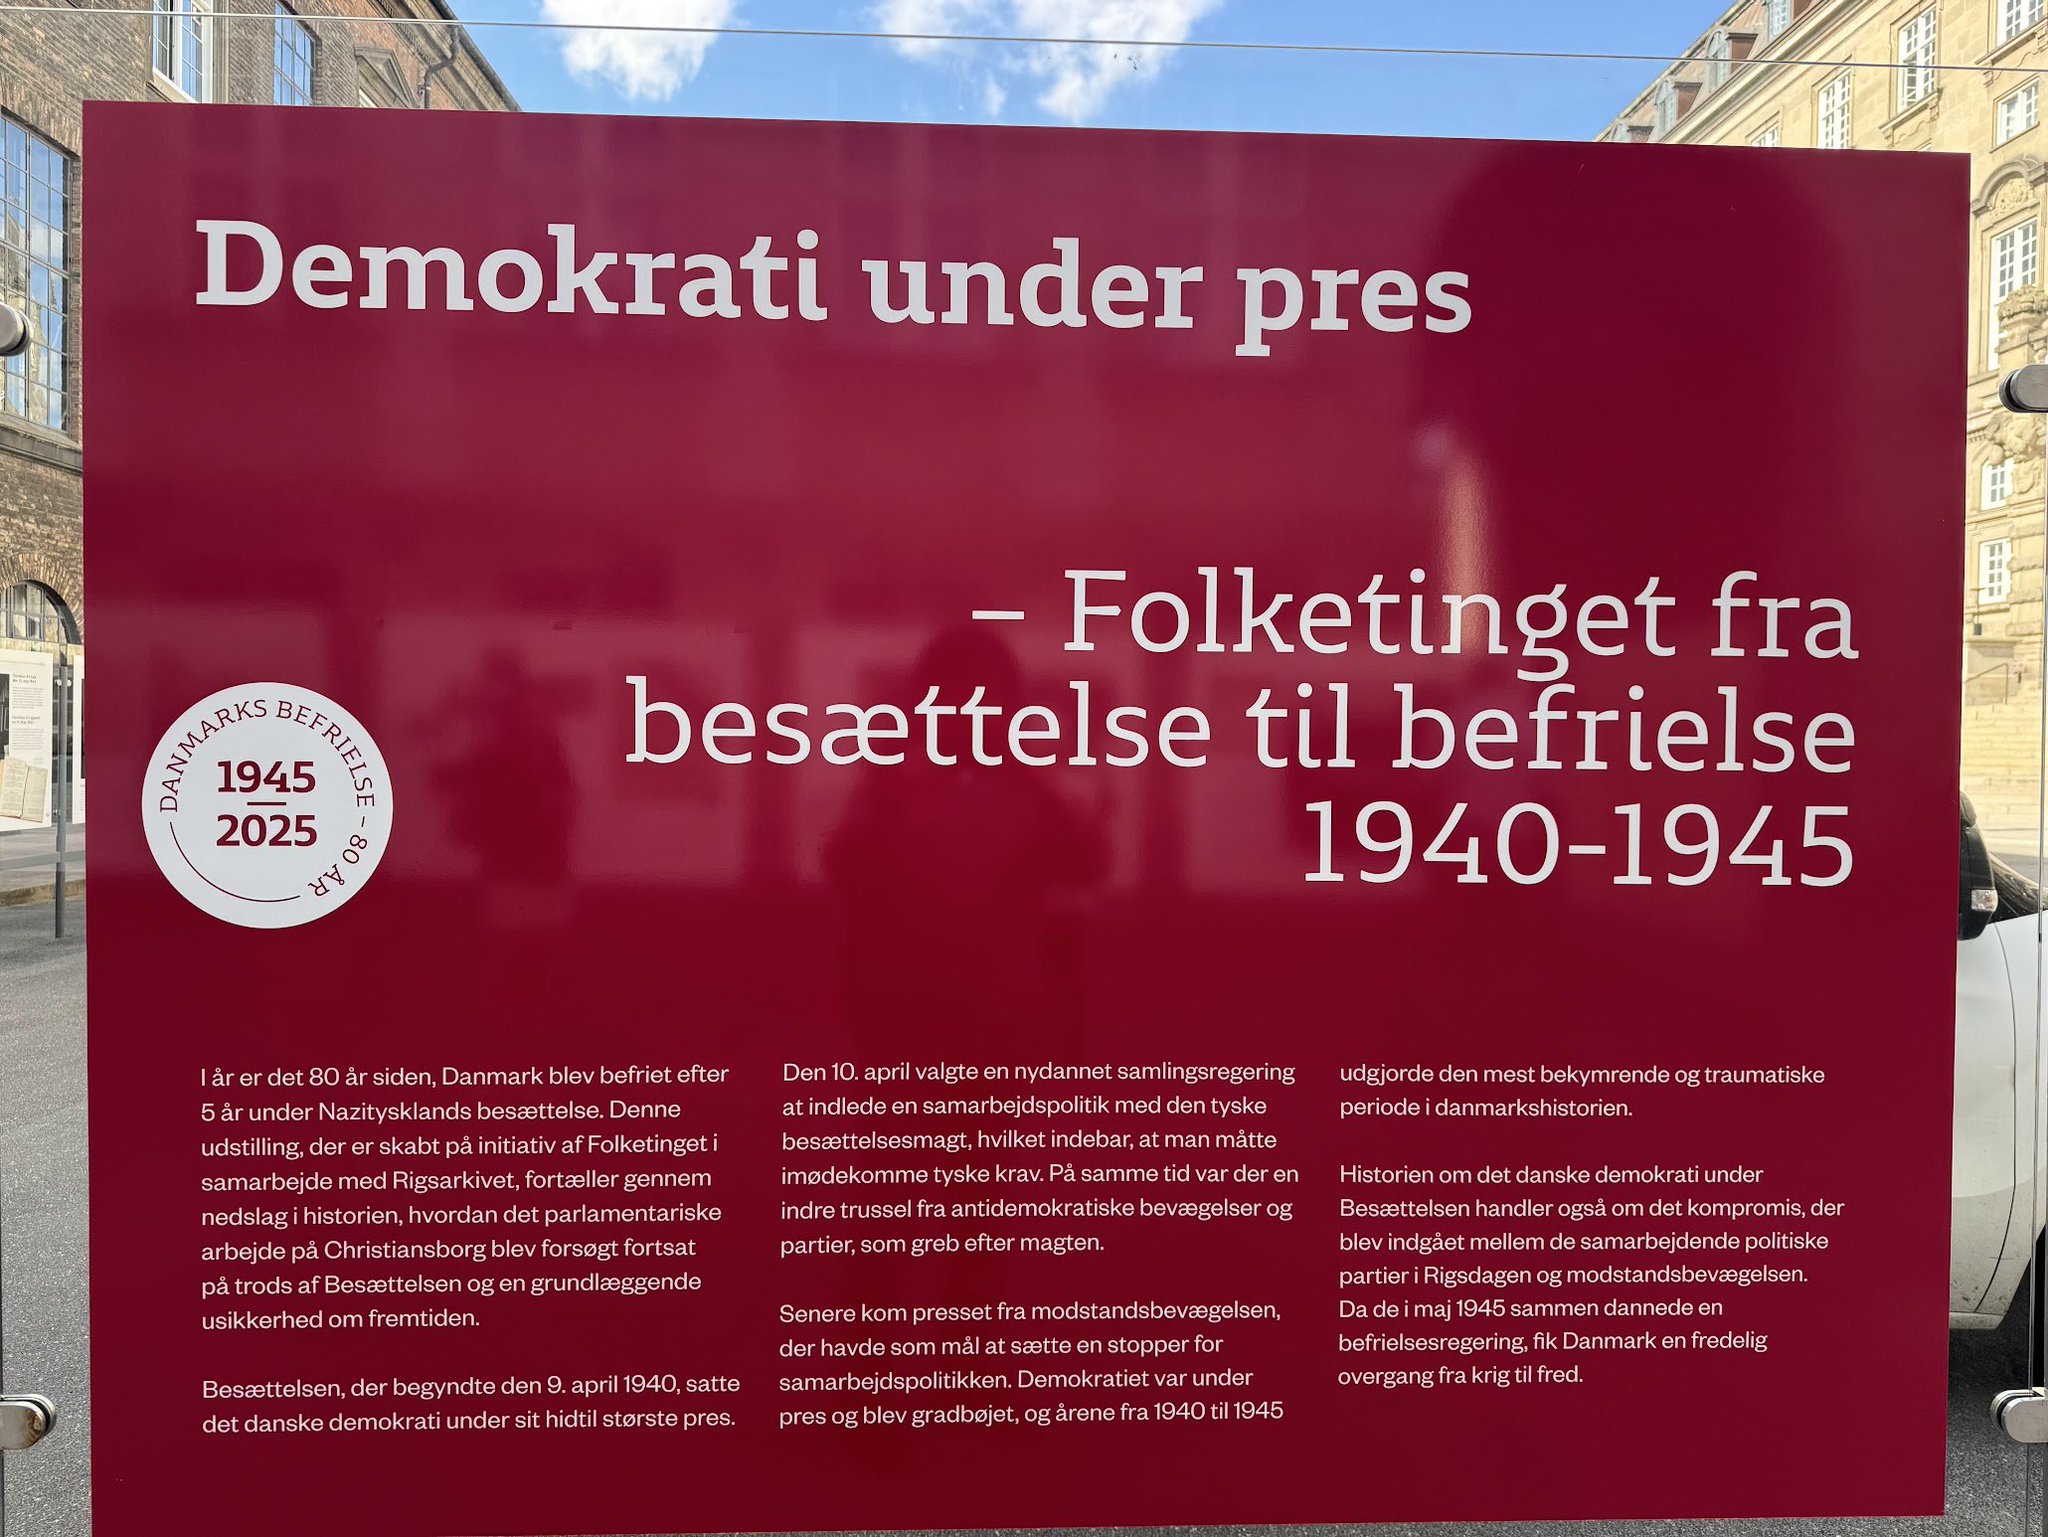 Demokrati under pres
– Folketinget fra
besættelse til befrielse
1940-1945
DANMARKS BEFRIELSE – 80 ÅR
1945
2025
I år er det 80 år siden, Danmark blev befriet efter
5 år under Nazitysklands besættelse. Denne
udstilling, der er skabt på initiativ af Folketinget i
samarbejde med Rigsarkivet, fortæller gennem
nedslag i historien, hvordan det parlamentariske
arbejde på Christiansborg blev forsøgt fortsat
på trods af Besættelsen og en grundlæggende
usikkerhed om fremtiden.
Besættelsen, der begyndte den 9. april 1940, satte
det danske demokrati under sit hidtil største pres.
Den 10. april valgte en nydannet samlingsregering
at indlede en samarbejdspolitik med den tyske
besættelsesmagt, hvilket indebar, at man måtte
imødekomme tyske krav. På samme tid var der en
indre trussel fra antidemokratiske bevægelser og
partier, som greb efter magten.
Senere kom presset fra modstandsbevægelsen,
der havde som mål at sætte en stopper for
samarbejdspolitikken. Demokratiet var under
pres og blev gradbøjet, og årene fra 1940 til 1945
udgjorde den mest bekymrende og traumatiske
periode i danmarkshistorien.
Historien om det danske demokrati under
Besættelsen handler også om det kompromis, der
blev indgået mellem de samarbejdende politiske
partier i Rigsdagen og modstandsbevægelsen.
Da de i maj 1945 sammen dannede en
befrielsesregering, fik Danmark en fredelig
overgang fra krig til fred.